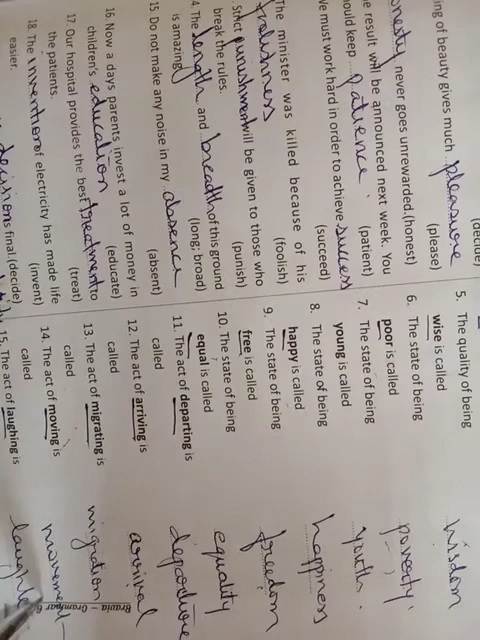 (decide)
ing of beauty gives much pleasure
(please)
never goes unrewarded.(honest)
e result will be announced next week. You
ould keep patience. (patient)
e must work hard in order to achieve success
(succeed)
The minister was killed because of his
foolishness (foolish)
Strict punishment will be given to those who
break the rules. (punish)
4. The length and breadth of this ground
is amazing (long; broad)
15 Do not make any noise in my absence
(absent)
16. Now a days parents invest a lot of money in
children's education (educate)
17. Our hospital provides the best treatment to
the patients. (treat)
18. The invention of electricity has made life
easier. (invent)
decision is final.(decide)
5. The quality of being
wise is called wisdom
6. The state of being
poor is called poverty.
7. The state of being
young is called youth.
8. The state of being
happy is called happiness
9. The state of being
free is called freedom
10. The state of being
equal is called equality
11. The act of departing is
called departure
12. The act of arriving is
called arrival
13. The act of migrating is
called migration
14. The act of moving is
called movement
15. The act of laughing is
Bravia – Grammar 6